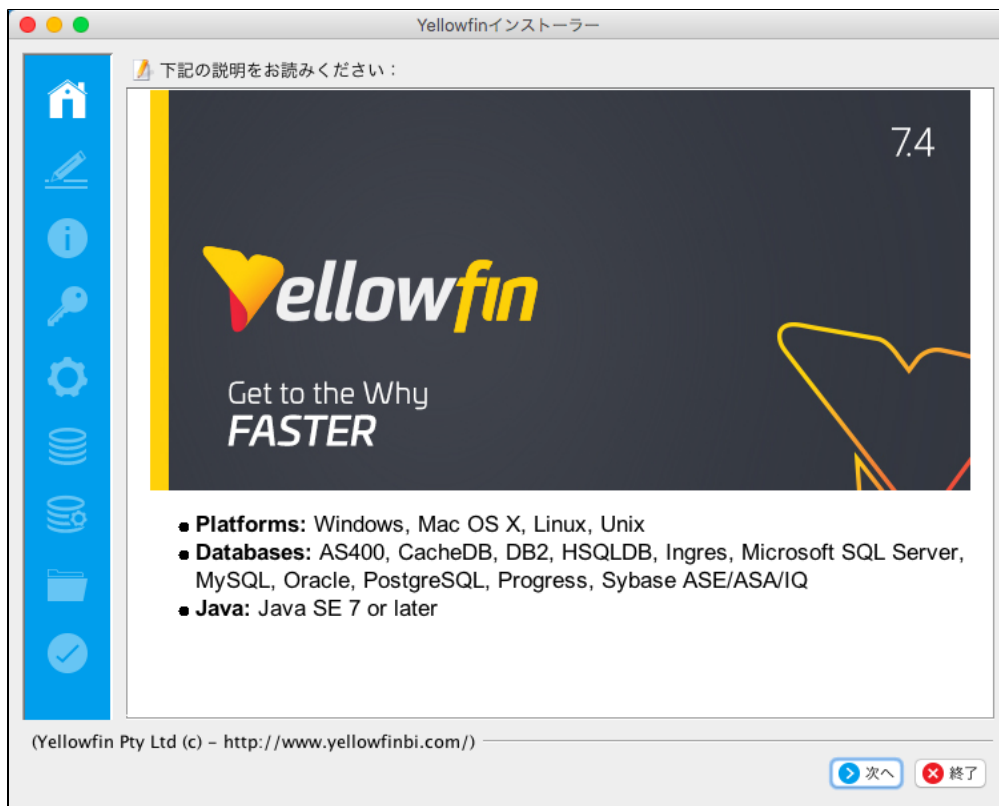 Yellowfinインストーラー
下記の説明をお読みください：
7.4
Yellowfin
Get to the Why
FASTER
Platforms: Windows, Mac OS X, Linux, Unix
Databases: AS400, CacheDB, DB2, HSQLDB, Ingres, Microsoft SQL Server,
MySQL, Oracle, PostgreSQL, Progress, Sybase ASE/ASA/IQ
Java: Java SE 7 or later
(Yellowfin Pty Ltd (c) – http://www.yellowfinbi.com/)
次へ
終了